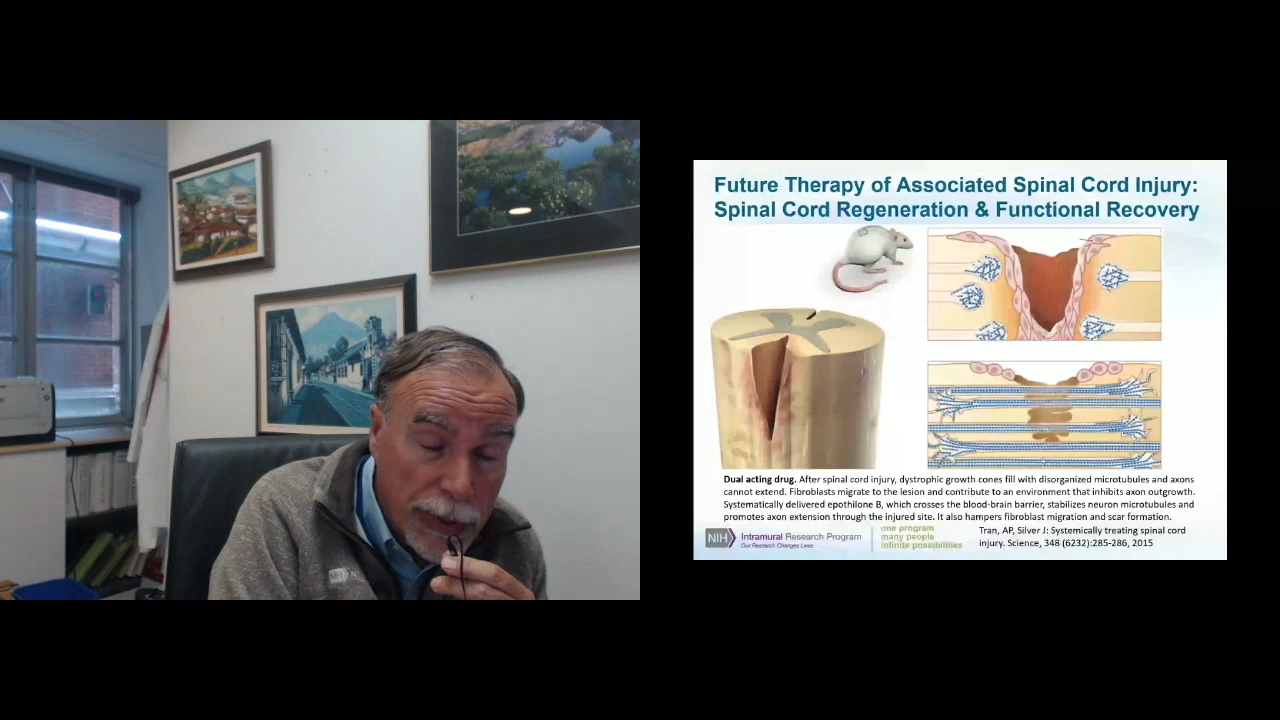 Future Therapy of Associated Spinal Cord Injury:
Spinal Cord Regeneration & Functional Recovery
Dual acting drug. After spinal cord injury, dystrophic growth cones fill with disorganized microtubules and axons
cannot extend. Fibroblasts migrate to the lesion and contribute to an environment that inhibits axon outgrowth.
Systematically delivered epothilone B, which crosses the blood-brain barrier, stabilizes neuron microtubules and
promotes axon extension through the injured site. It also hampers fibroblast migration and scar formation.
NIH Intramural Research Program
Our Research Changes Lives
one program
many people
infinite possibilities
Tran, AP, Silver J: Systemically treating spinal cord
injury. Science, 348 (6232):285-286, 2015
NIH